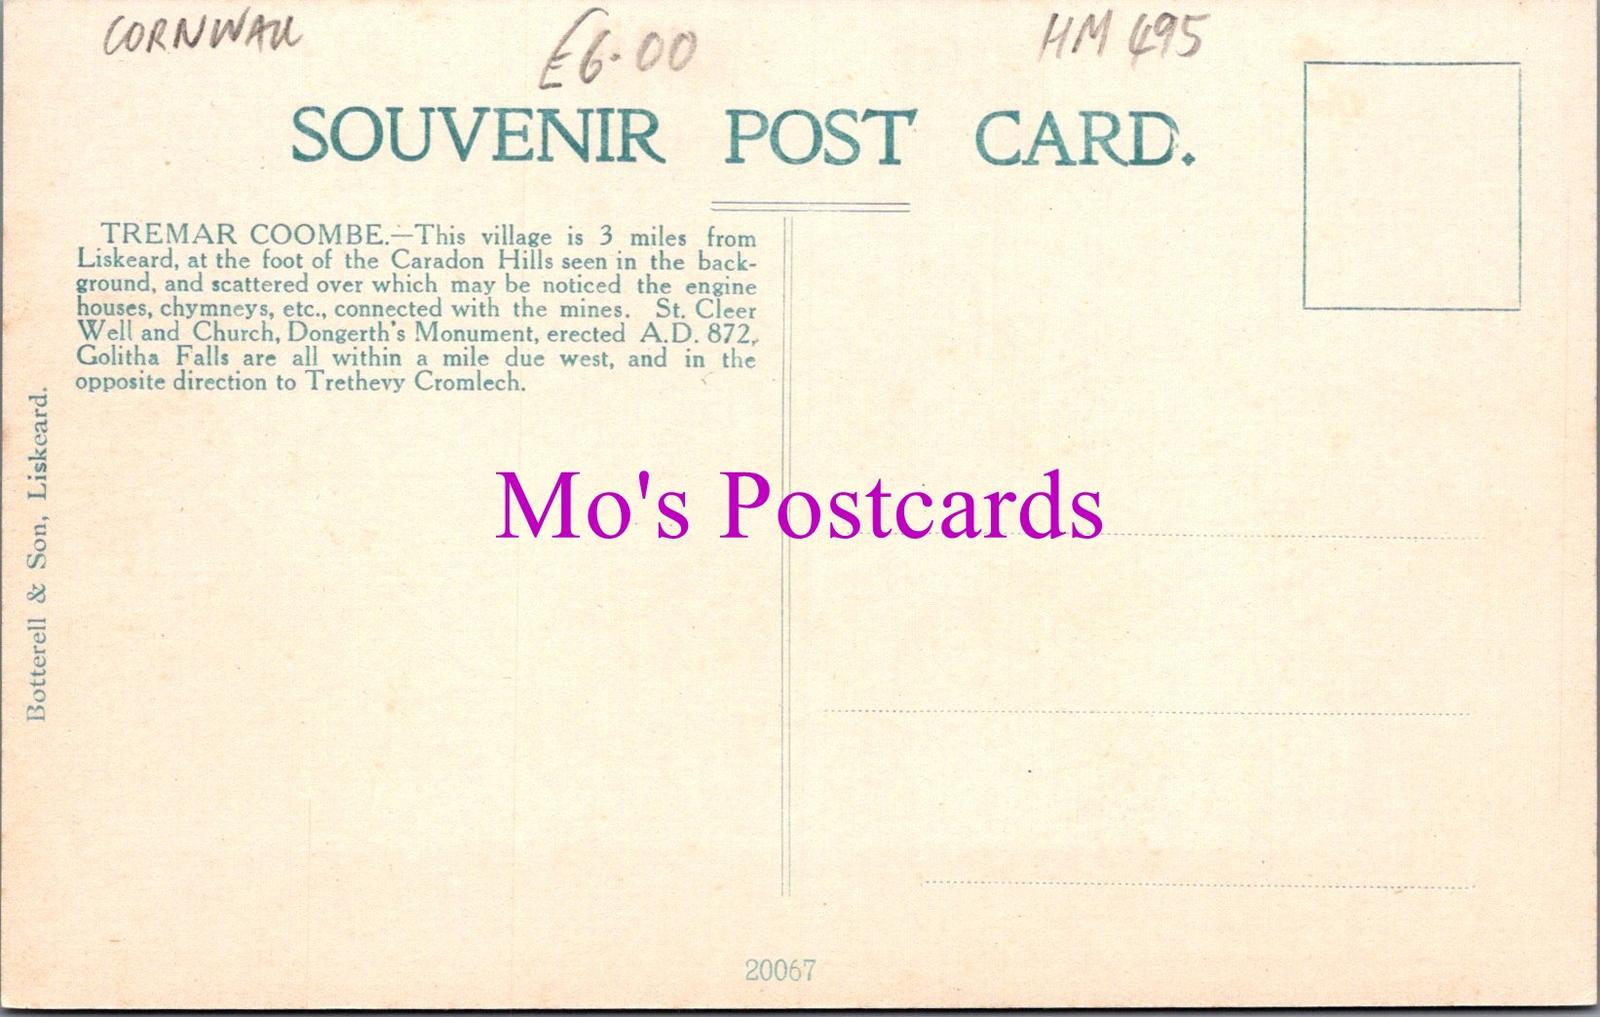 CORNWALL
£6.00
HM 495
SOUVENIR POST CARD.
TREMAR COOMBE.—This village is 3 miles from
Liskeard, at the foot of the Caradon Hills seen in the back-
ground, and scattered over which may be noticed the engine
houses, chymneys, etc., connected with the mines. St. Cleer
Well and Church, Dongerth's Monument, erected A.D. 872,
Golitha Falls are all within a mile due west, and in the
opposite direction to Trethevy Cromlech.
Botterell & Son, Liskeard.
Mo's Postcards
20067